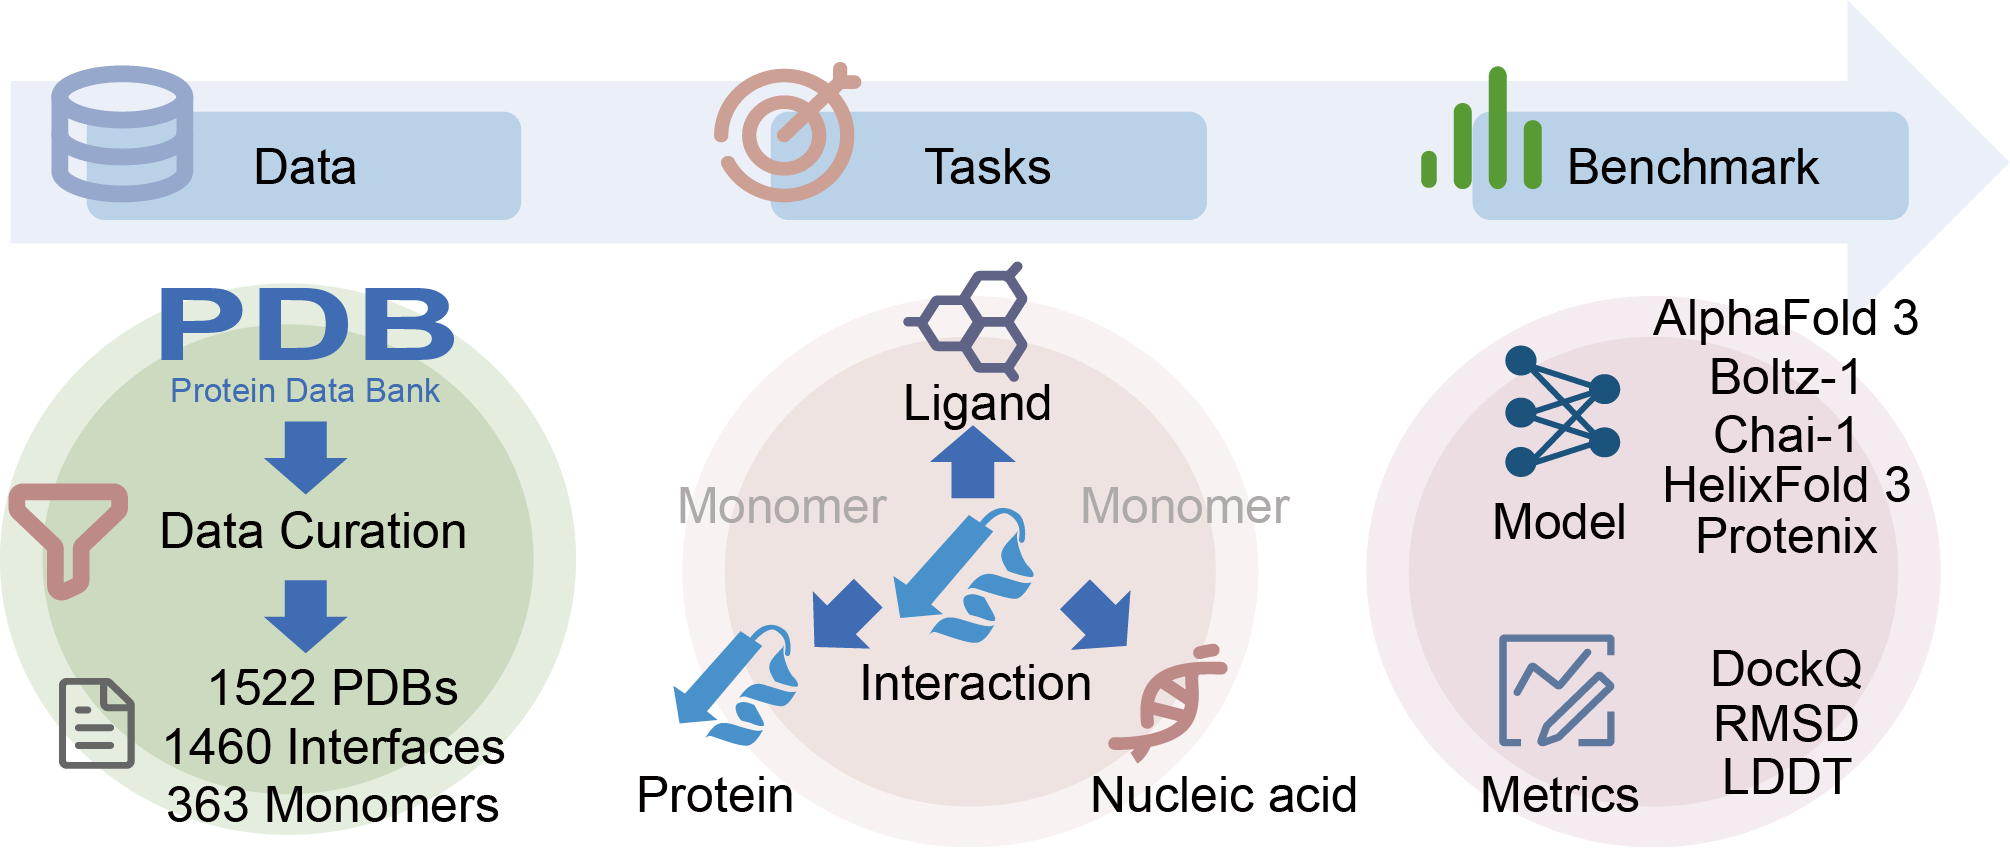 Data
Tasks
Benchmark
PDB
Protein Data Bank
Data Curation
1522 PDBs
1460 Interfaces
363 Monomers
Ligand
Monomer
Monomer
Interaction
Protein
Nucleic acid
AlphaFold 3
Boltz-1
Chai-1
HelixFold 3
Protenix
Model
DockQ
RMSD
LDDT
Metrics